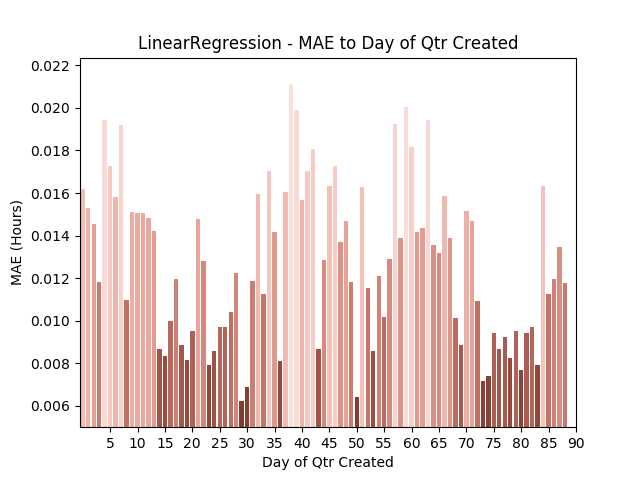 LinearRegression - MAE to Day of Qtr Created
0.022
0.020
0.018
0.016
0.014
0.012
0.010
0.008
0.006
MAE (Hours)
5 10 15 20 25 30 35 40 45 50 55 60 65 70 75 80 85 90
Day of Qtr Created